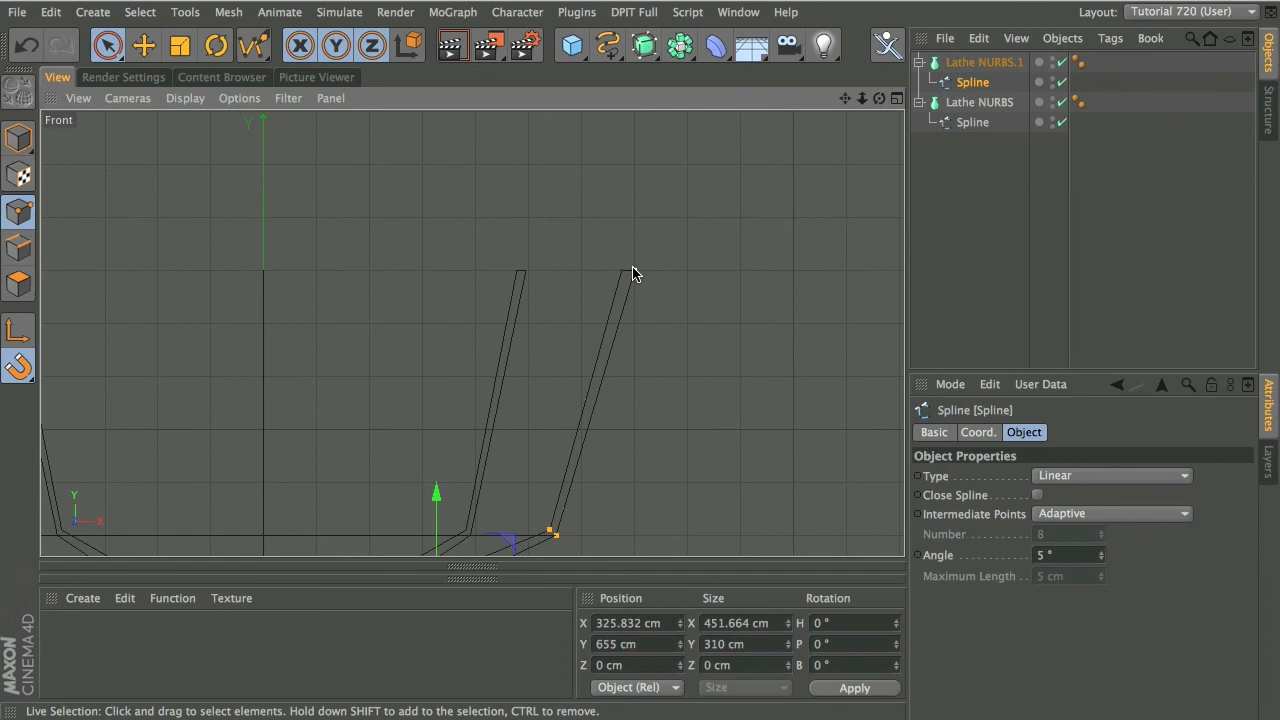 File Edit Create Select Tools Mesh Animate Simulate Render MoGraph Character Plugins DPIT Full Script Window Help Layout: Tutorial 720 (User)
X Y Z
File Edit View Objects Tags Book
View Render Settings Content Browser Picture Viewer
View Cameras Display Options Filter Panel
Lathe NURBS.1
Spline
Lathe NURBS
Spline
Objects
Structure
Front
Y
Y
Z X
Mode Edit User Data
Spline [Spline]
Basic Coord. Object
Object Properties
Type Linear
Close Spline
Intermediate Points Adaptive
Number 8
Angle 5 °
Maximum Length 5 cm
Attributes
Layers
Create Edit Function Texture
Position Size Rotation
X 325.832 cm X 451.664 cm H 0 °
Y 655 cm Y 310 cm P 0 °
Z 0 cm Z 0 cm B 0 °
Object (Rel) Size Apply
MAXON
CINEMA 4D
Live Selection: Click and drag to select elements. Hold down SHIFT to add to the selection, CTRL to remove.